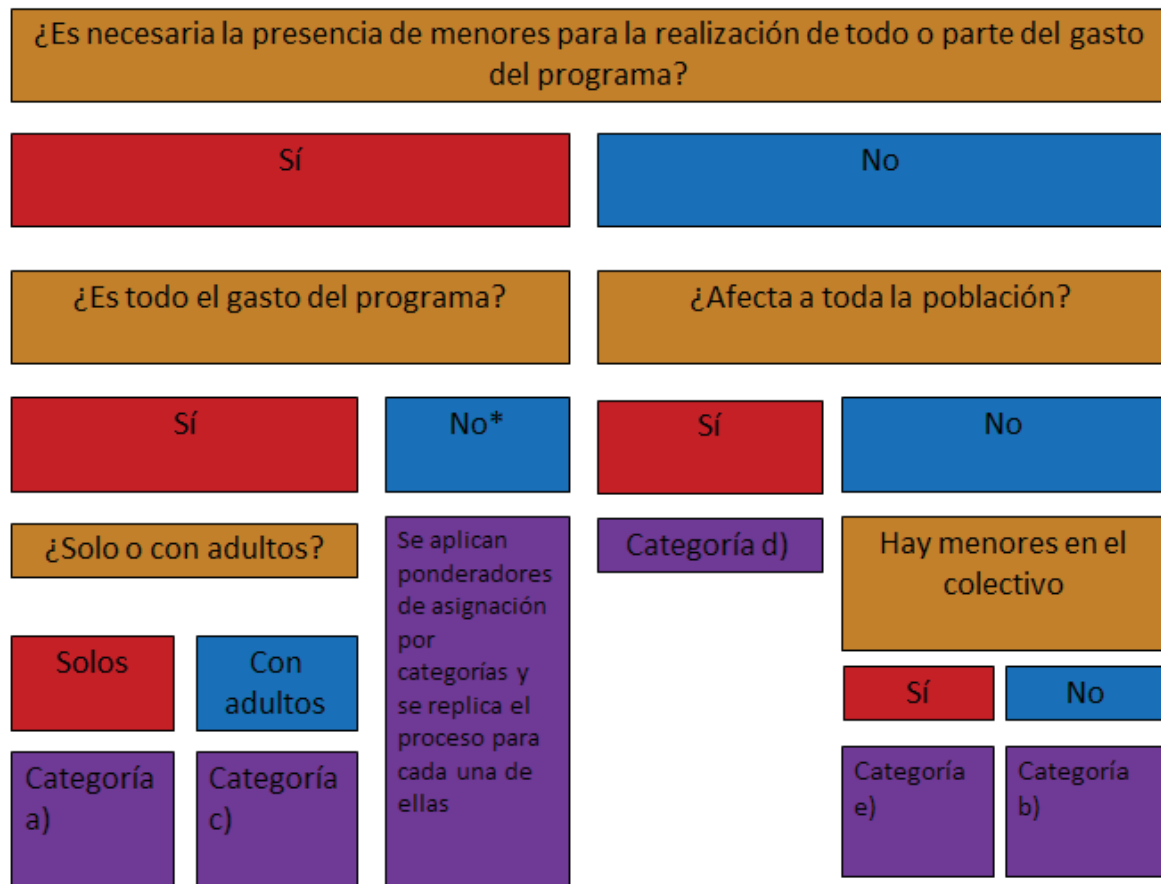 ¿Es necesaria la presencia de menores para la realización de todo o parte del gasto
del programa?
Sí
No
¿Es todo el gasto del programa?
¿Afecta a toda la población?
Sí
No*
Sí
No
¿Solo o con adultos?
Se aplican
ponderadores
de asignación
por
categorías y
se replica el
proceso para
cada una de
ellas
Categoría d)
Hay menores en el
colectivo
Solos
Con
adultos
Sí
No
Categoría
a)
Categoría
c)
Categoría
e)
Categoría
b)